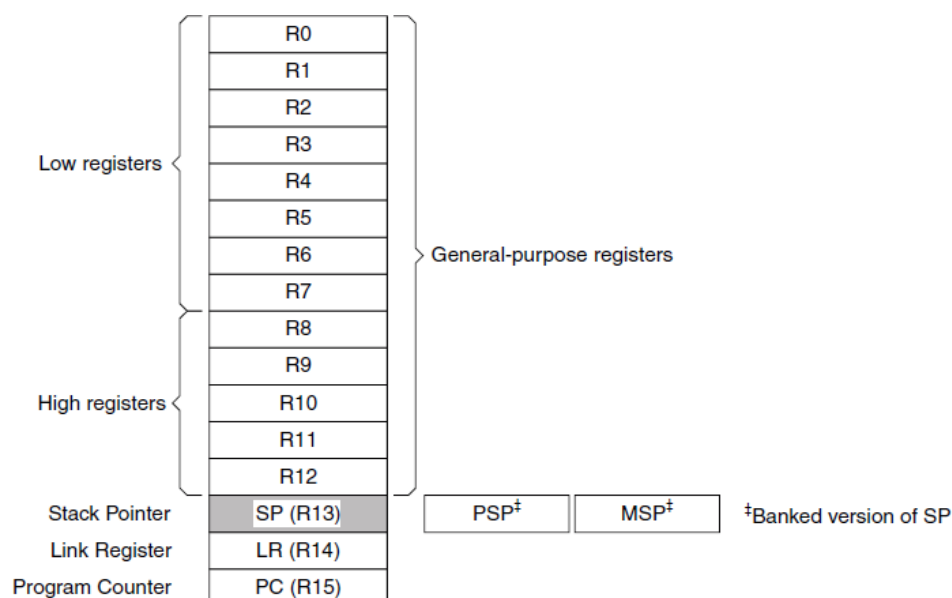 R0
R1
R2
R3
Low registers
R4
R5
R6
General-purpose registers
R7
R8
R9
High registers
R10
R11
R12
Stack Pointer SP (R13) PSP‡ MSP‡ ‡Banked version of SP
Link Register LR (R14)
Program Counter PC (R15)